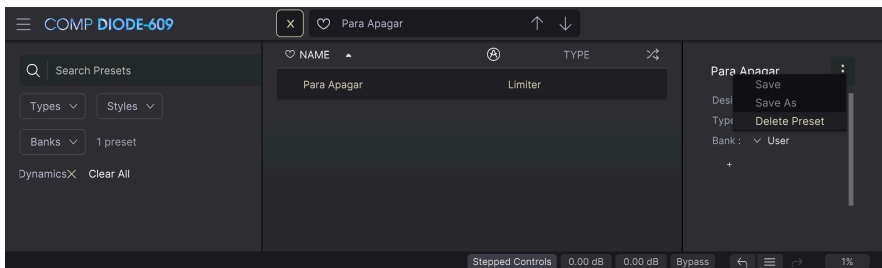 COMP DIODE-609
X
Para Apagar
Search Presets
Types
Styles
Banks
1 preset
DynamicsX Clear All
NAME
TYPE
Para Apagar
Limiter
Para Apagar
Save
Desi
Save As
Type
Delete Preset
Bank :
User
+
Stepped Controls
0.00 dB
0.00 dB
Bypass
1%